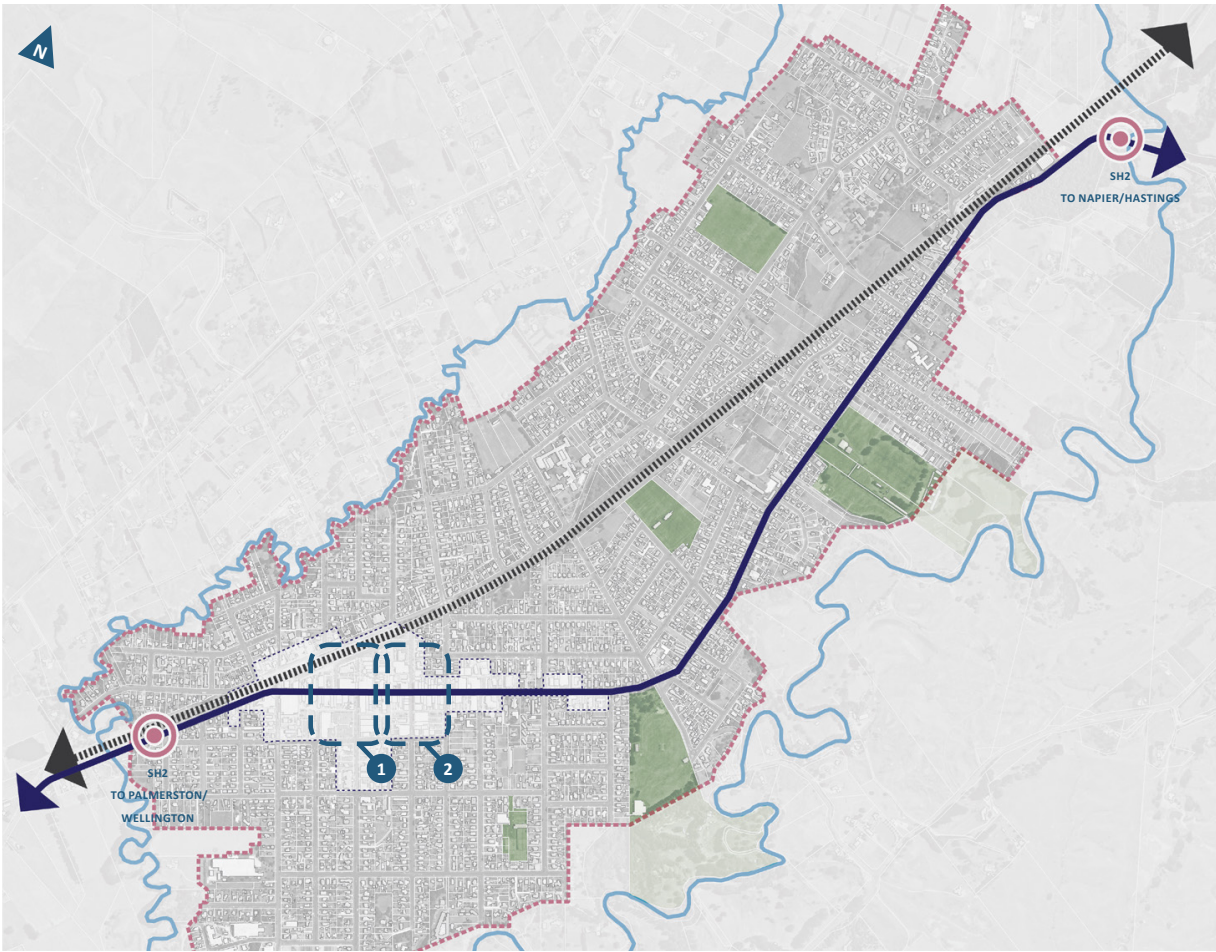 N
SH2
TO NAPIER/HASTINGS
1
2
SH2
TO PALMERSTON/
WELLINGTON